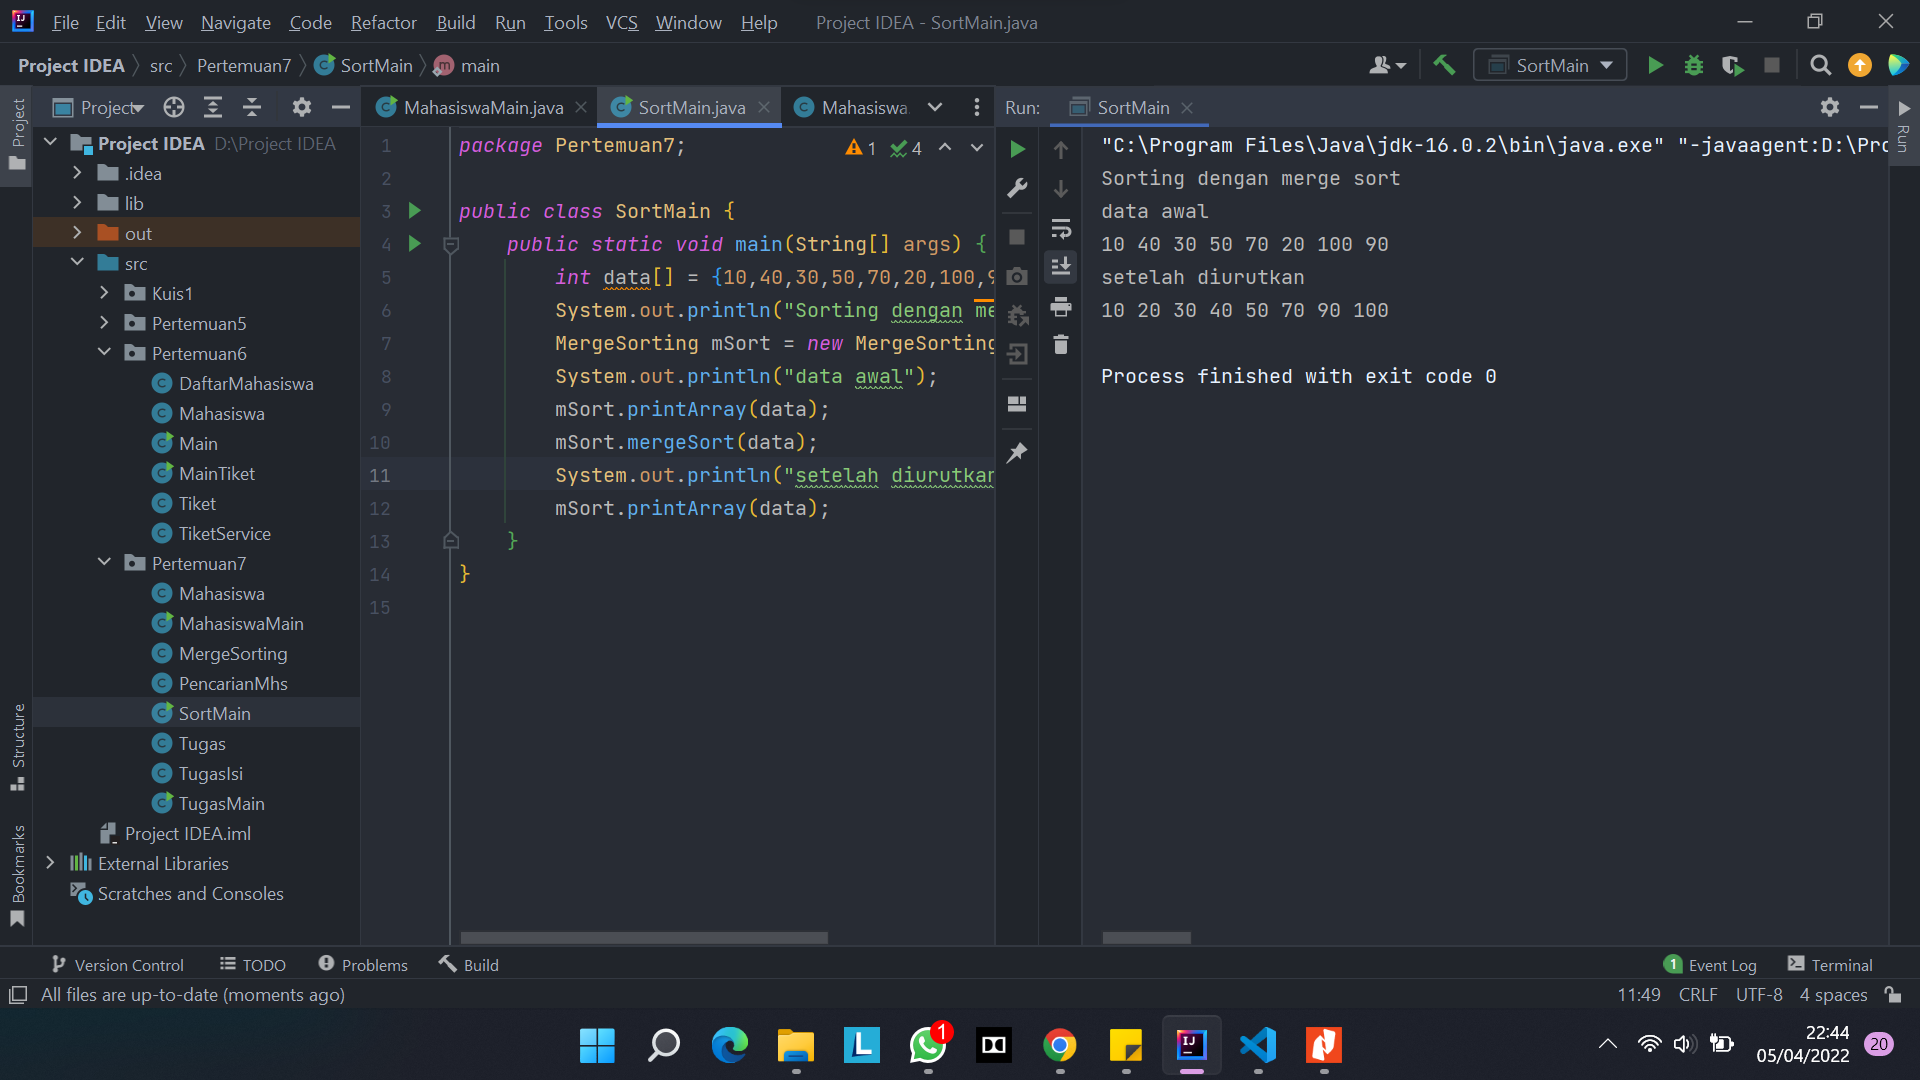 File Edit View Navigate Code Refactor Build Run Tools VCS Window Help Project IDEA - SortMain.java
Project IDEA src Pertemuan7 SortMain main
SortMain
Project
Project
MahasiswaMain.java SortMain.java Mahasiswa
Run: SortMain
Run
Project IDEA D:\Project IDEA
.idea
lib
out
src
Kuis1
Pertemuan5
Pertemuan6
DaftarMahasiswa
Mahasiswa
Main
MainTiket
Tiket
TiketService
Pertemuan7
Mahasiswa
MahasiswaMain
MergeSorting
PencarianMhs
SortMain
Tugas
TugasIsi
TugasMain
Project IDEA.iml
External Libraries
Scratches and Consoles
Structure
Bookmarks
1 package Pertemuan7;
1 4
2
3 public class SortMain {
4 public static void main(String[] args) {
5 int data[] = {10,40,30,50,70,20,100,9
6 System.out.println("Sorting dengan me
7 MergeSorting mSort = new MergeSorting
8 System.out.println("data awal");
9 mSort.printArray(data);
10 mSort.mergeSort(data);
11 System.out.println("setelah diurutkan
12 mSort.printArray(data);
13 }
14 }
15
"C:\Program Files\Java\jdk-16.0.2\bin\java.exe" "-javaagent:D:\Pro
Sorting dengan merge sort
data awal
10 40 30 50 70 20 100 90
setelah diurutkan
10 20 30 40 50 70 90 100
Process finished with exit code 0
Version Control TODO Problems Build 1 Event Log Terminal
All files are up-to-date (moments ago) 11:49 CRLF UTF-8 4 spaces
1
22:44
05/04/2022
20